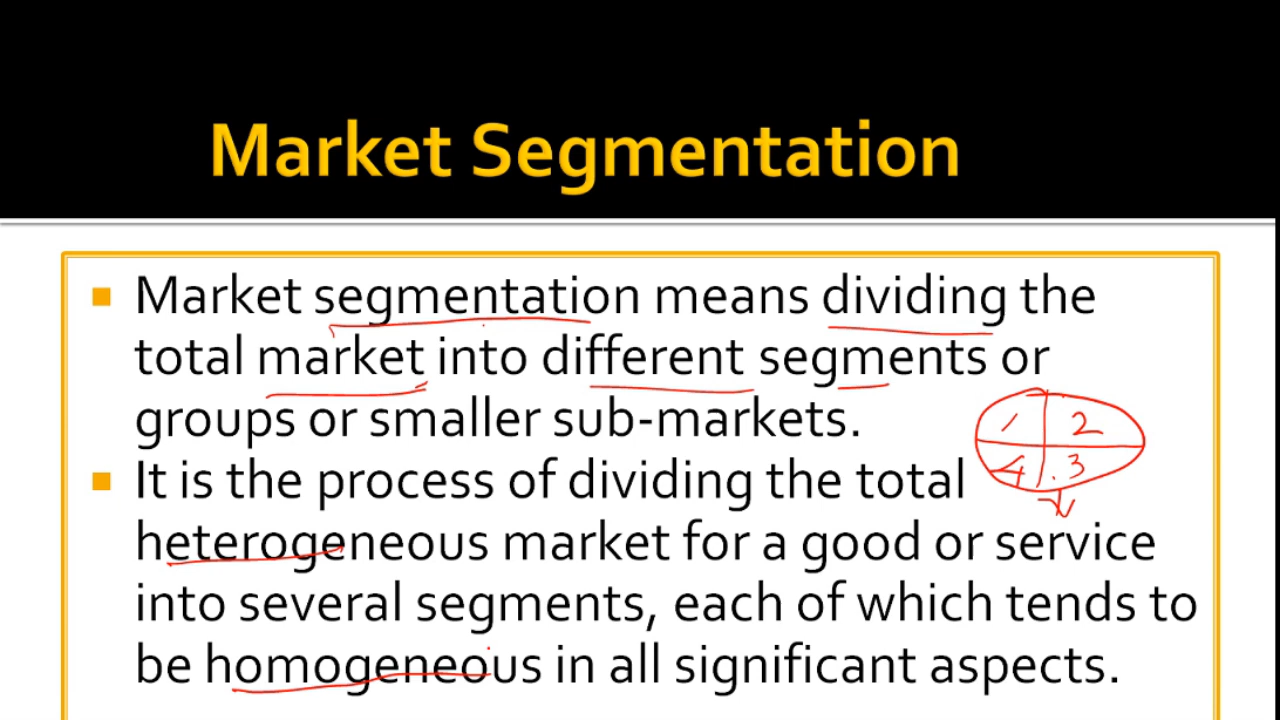 Market Segmentation
Market segmentation means dividing the
total market into different segments or
groups or smaller sub-markets.
1 2
4 3
It is the process of dividing the total
heterogeneous market for a good or service
into several segments, each of which tends to
be homogeneous in all significant aspects.